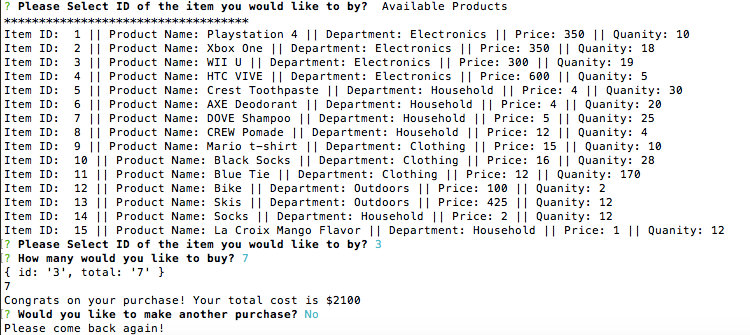 ? Please Select ID of the item you would like to by?  Available Products
***********************************
Item ID:  1 || Product Name: Playstation 4 || Department: Electronics || Price: 350 || Quanity: 10
Item ID:  2 || Product Name: Xbox One || Department: Electronics || Price: 350 || Quanity: 18
Item ID:  3 || Product Name: WII U || Department: Electronics || Price: 300 || Quanity: 19
Item ID:  4 || Product Name: HTC VIVE || Department: Electronics || Price: 600 || Quanity: 5
Item ID:  5 || Product Name: Crest Toothpaste || Department: Household || Price: 4 || Quanity: 30
Item ID:  6 || Product Name: AXE Deodorant || Department: Household || Price: 4 || Quanity: 20
Item ID:  7 || Product Name: DOVE Shampoo || Department: Household || Price: 5 || Quanity: 25
Item ID:  8 || Product Name: CREW Pomade || Department: Household || Price: 12 || Quanity: 4
Item ID:  9 || Product Name: Mario t-shirt || Department: Clothing || Price: 15 || Quanity: 10
Item ID:  10 || Product Name: Black Socks || Department: Clothing || Price: 16 || Quanity: 28
Item ID:  11 || Product Name: Blue Tie || Department: Clothing || Price: 12 || Quanity: 170
Item ID:  12 || Product Name: Bike || Department: Outdoors || Price: 100 || Quanity: 2
Item ID:  13 || Product Name: Skis || Department: Outdoors || Price: 425 || Quanity: 12
Item ID:  14 || Product Name: Socks || Department: Household || Price: 2 || Quanity: 12
Item ID:  15 || Product Name: La Croix Mango Flavor || Department: Household || Price: 1 || Quanity: 12
[? Please Select ID of the item you would like to by? 3
[? How many would you like to buy? 7
{ id: '3', total: '7' }
7
Congrats on your purchase! Your total cost is $2100
[? Would you like to make another purchase? No
Please come back again!